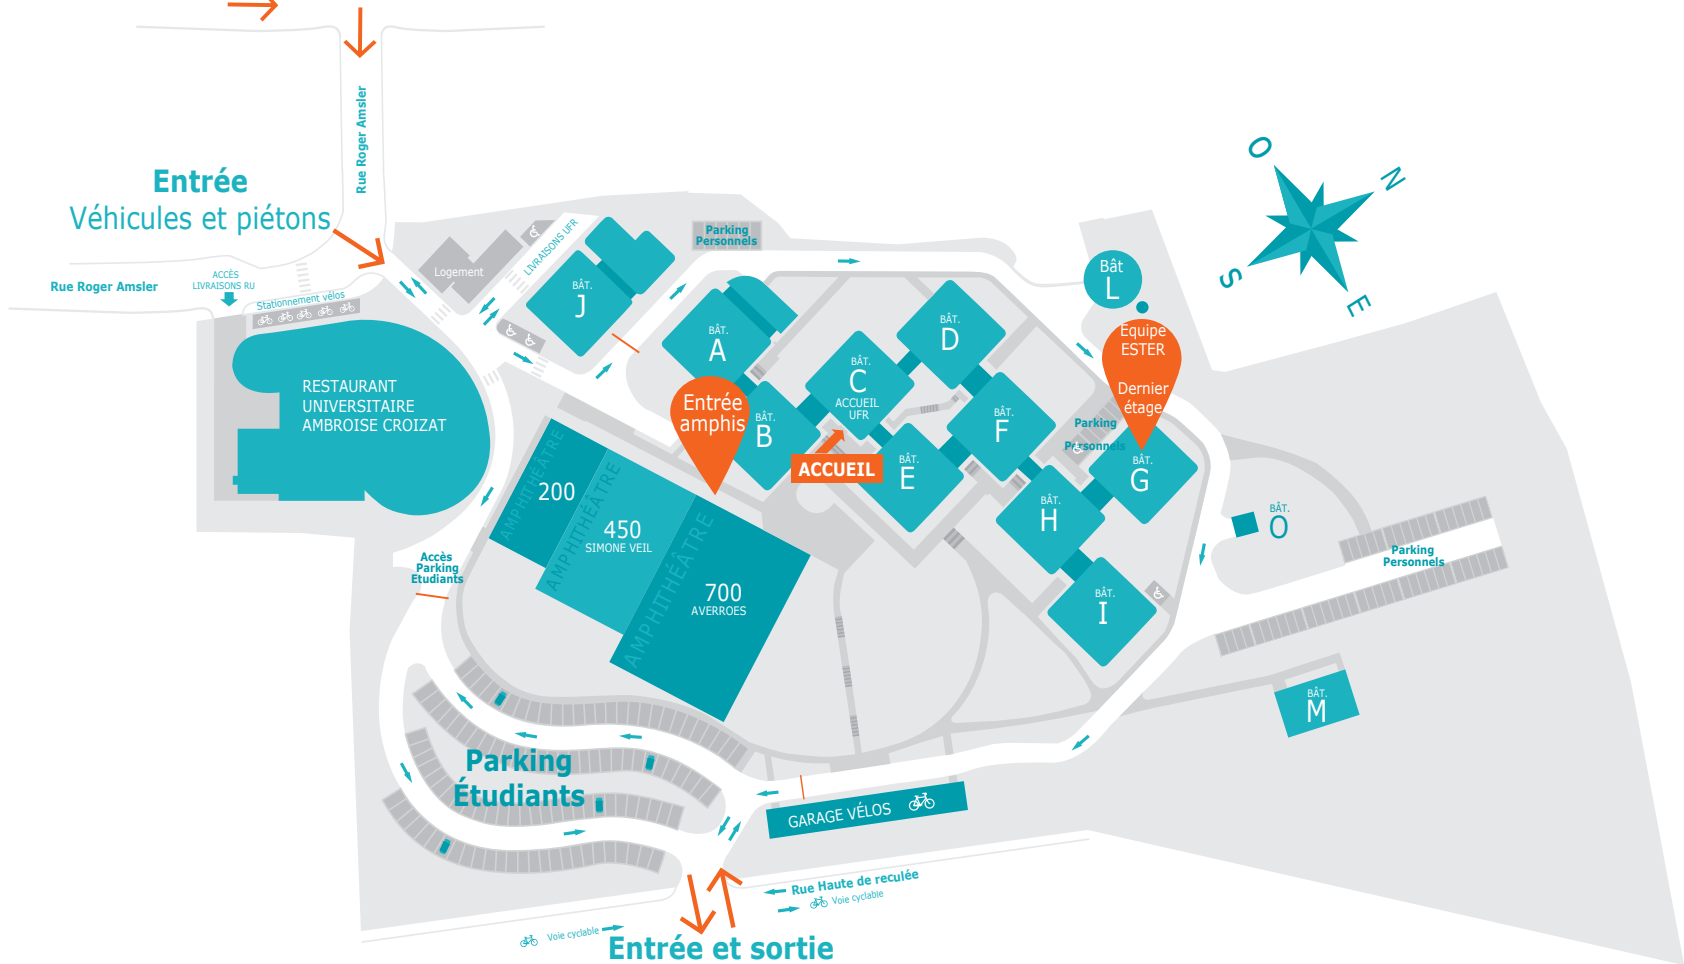 Rue Roger Amsler
Entrée
Véhicules et piétons
Rue Roger Amsler
ACCÈS
LIVRAISONS RU
Stationnement vélos
Logement
LIVRAISONS UFR
BÂT.
J
Parking
Personnels
BÂT.
A
Entrée
amphis
BÂT.
B
BÂT.
C
ACCUEIL
UFR
ACCUEIL
BÂT.
D
BÂT.
E
BÂT.
F
Bât
L
Equipe
ESTER
Dernier
étage
Parking
Personnels
BÂT.
G
BÂT.
H
BÂT.
I
O
N
S
E
BÂT.
O
Parking
Personnels
BÂT.
M
RESTAURANT
UNIVERSITAIRE
AMBROISE CROIZAT
AMPHITHÉÂTRE
200
AMPHITHÉÂTRE
450
SIMONE VEIL
AMPHITHÉÂTRE
700
AVERROES
Accès
Parking
Etudiants
Parking
Étudiants
GARAGE VÉLOS
Rue Haute de reculée
Voie cyclable
Voie cyclable
Entrée et sortie